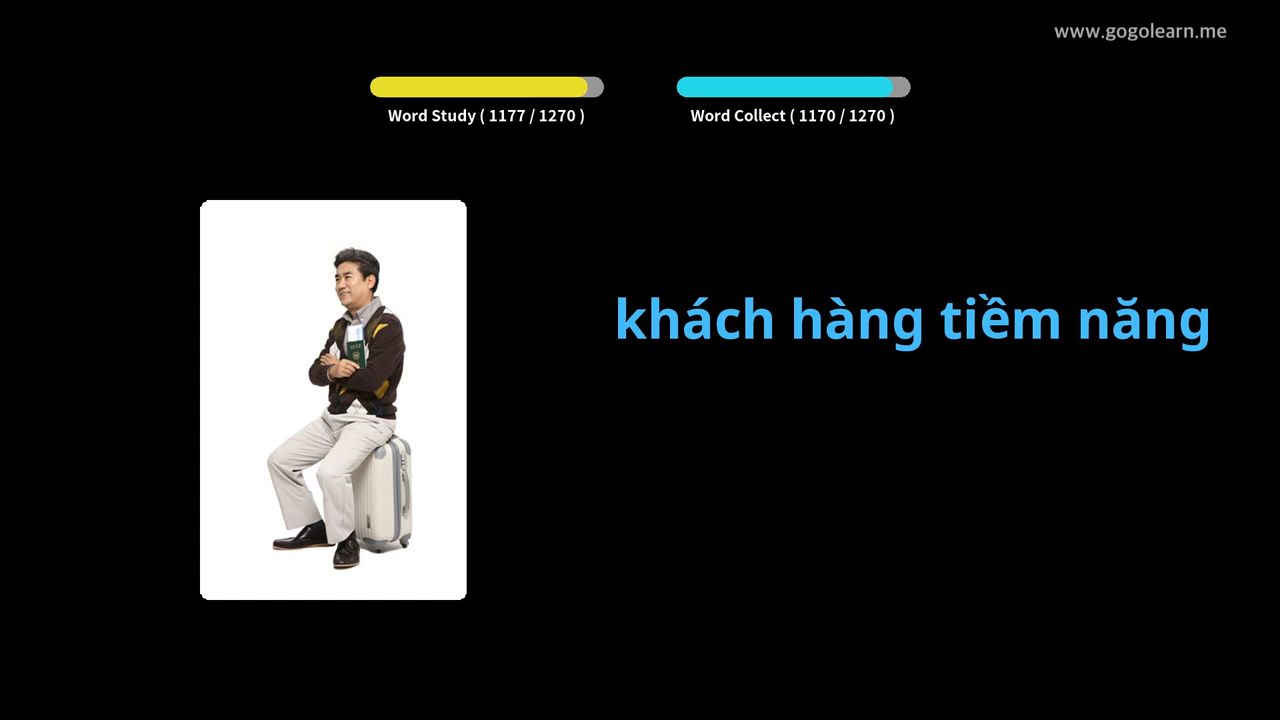 www.gogolearn.me
Word Study ( 1177 / 1270 )
Word Collect ( 1170 / 1270 )
khách hàng tiềm năng